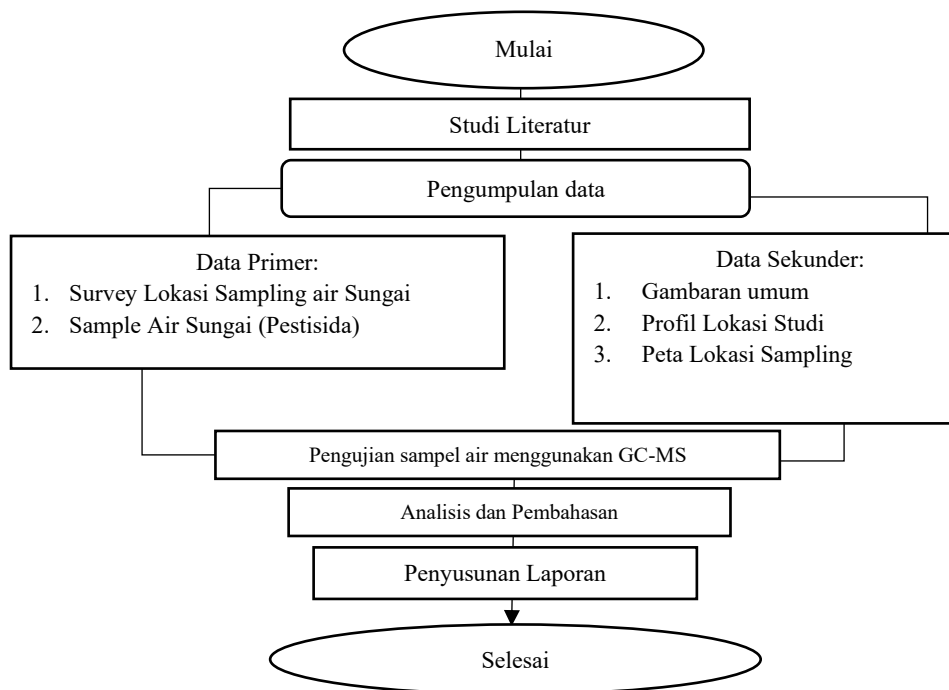 Mulai
Studi Literatur
Pengumpulan data
Data Primer:
1. Survey Lokasi Sampling air Sungai
2. Sample Air Sungai (Pestisida)
Data Sekunder:
1. Gambaran umum
2. Profil Lokasi Studi
3. Peta Lokasi Sampling
Pengujian sampel air menggunakan GC-MS
Analisis dan Pembahasan
Penyusunan Laporan
Selesai